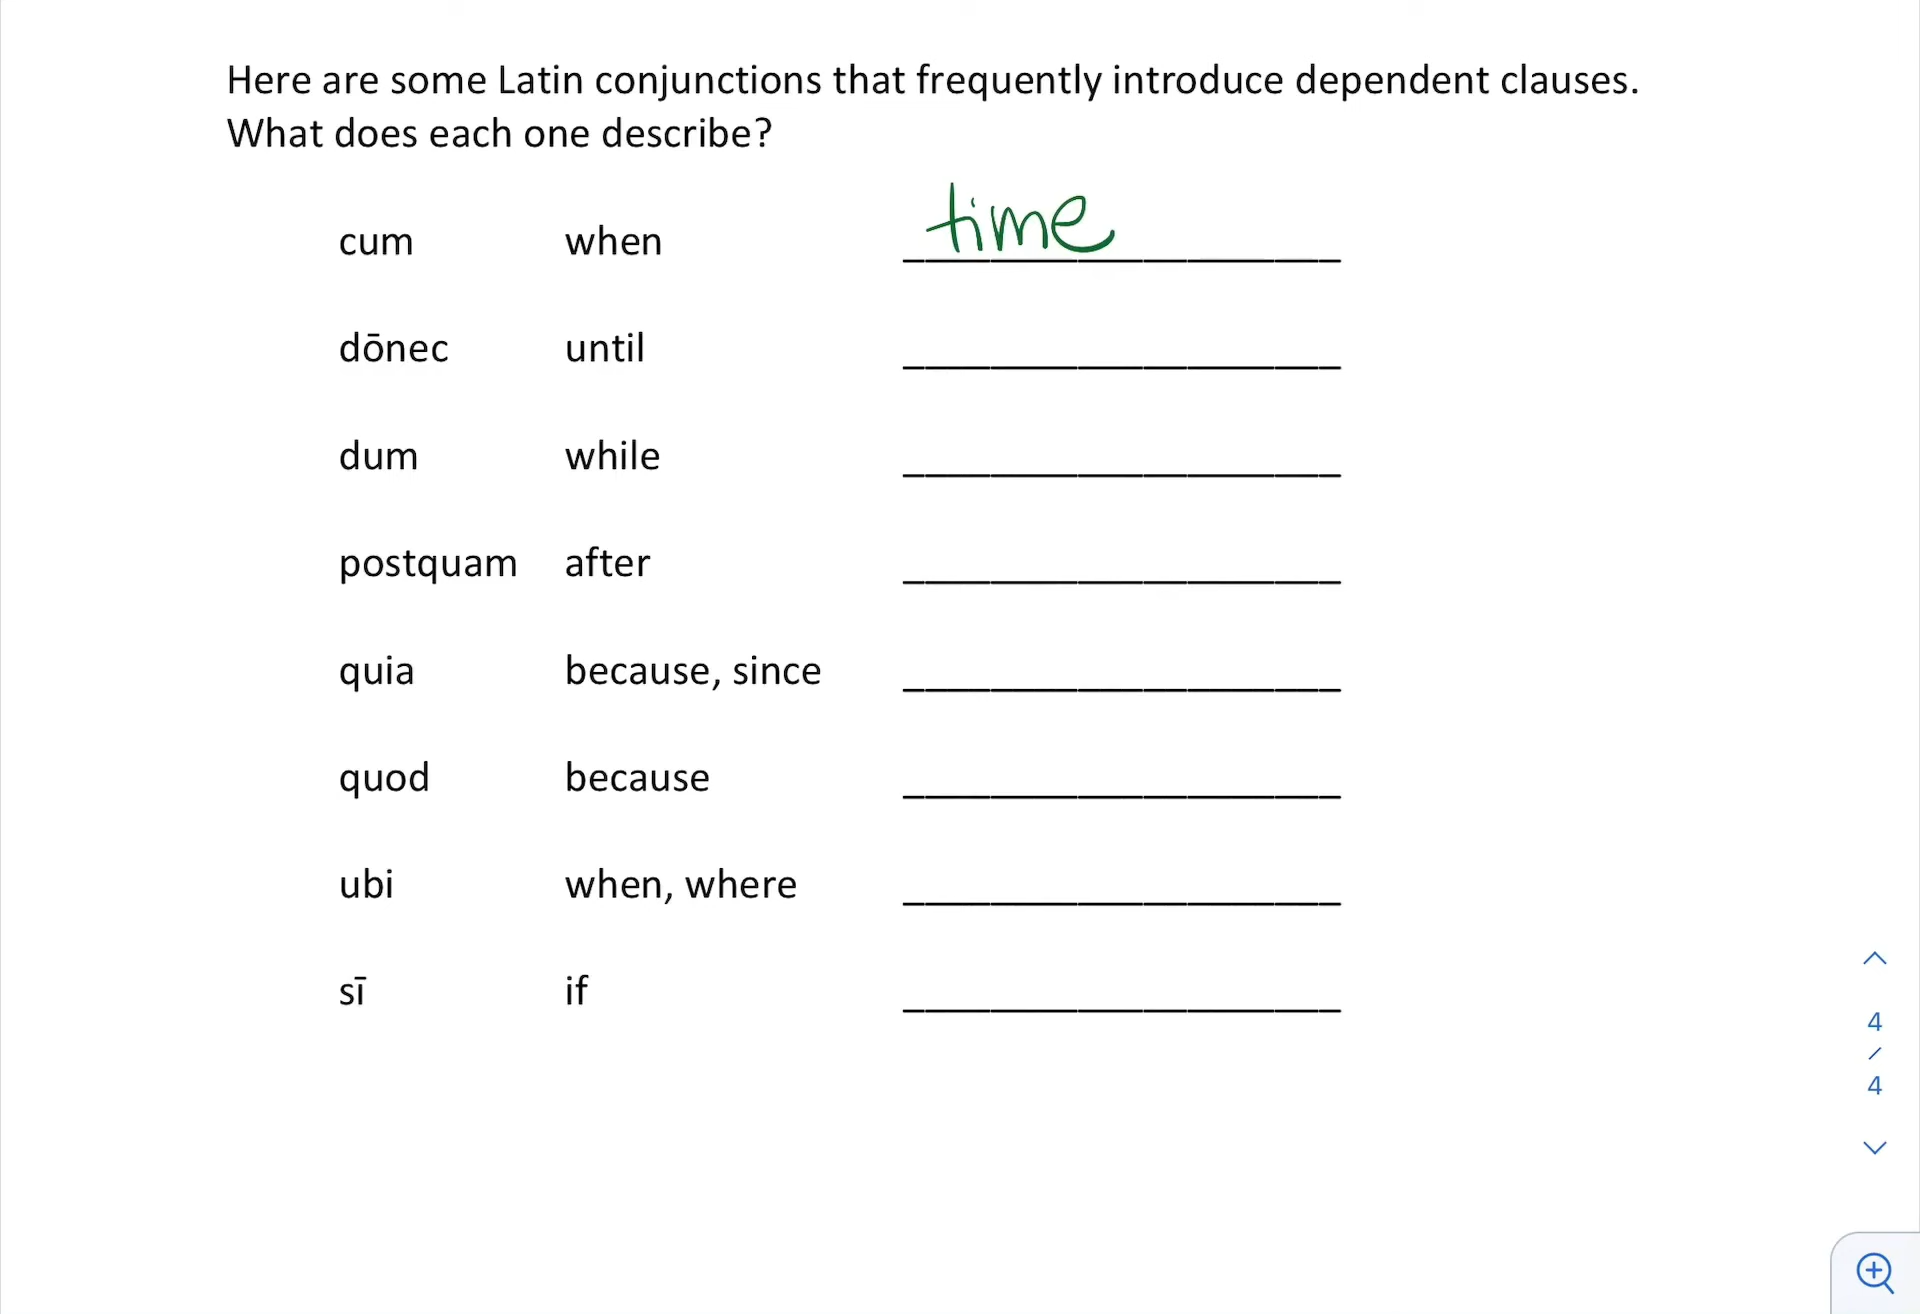 Here are some Latin conjunctions that frequently introduce dependent clauses.
What does each one describe?
cum when time
dōnec until
dum while
postquam after
quia because, since
quod because
ubi when, where
sī if
4
/
4